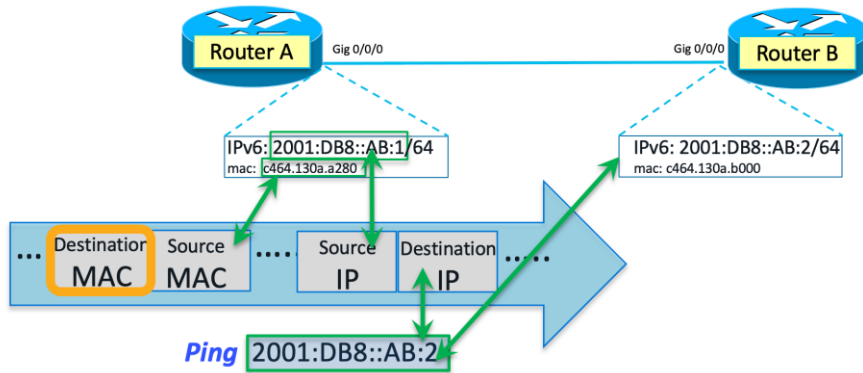 Router A
Gig 0/0/0
Gig 0/0/0
Router B
IPv6: 2001:DB8::AB:1/64
mac: c464.130a.a280
IPv6: 2001:DB8::AB:2/64
mac: c464.130a.b000
....
Destination
MAC
Source
MAC
.....
Source
IP
Destination
IP
.....
Ping 2001:DB8::AB:2